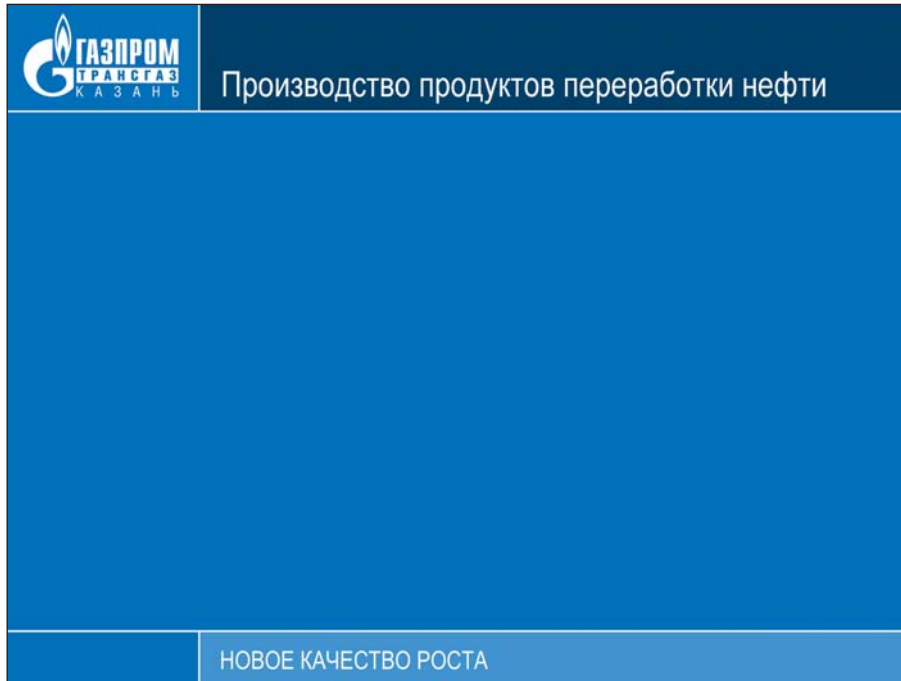 ГАЗПРОМ
ТРАНСГАЗ
КАЗАНЬ
Производство продуктов переработки нефти
НОВОЕ КАЧЕСТВО РОСТА